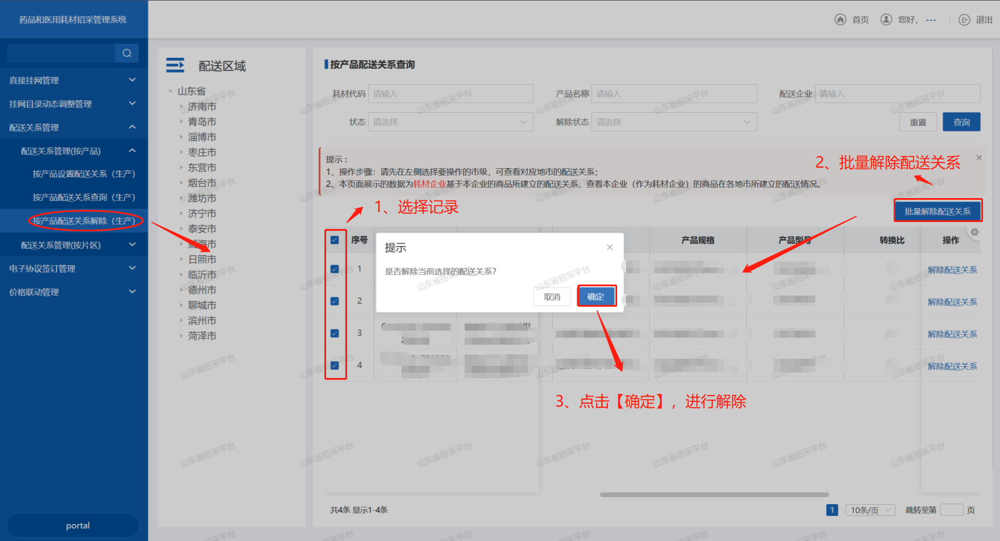 药品和医用耗材招采管理系统
首页 您好, --- 退出
直接挂网管理
挂网目录动态调整管理
配送关系管理
配送关系管理(按产品)
按产品设置配送关系（生产）
按产品配送关系查询（生产）
按产品配送关系解除（生产）
配送关系管理(按片区)
电子协议签订管理
价格联动管理
portal
配送区域
山东省
济南市
青岛市
淄博市
枣庄市
东营市
烟台市
潍坊市
济宁市
泰安市
威海市
日照市
临沂市
德州市
聊城市
滨州市
菏泽市
按产品配送关系查询
耗材代码 请输入 产品名称 请输入 配送企业 请输入
状态 请选择 解除状态 请选择 重置 查询
提示：
1、操作步骤：请先在左侧选择要操作的市级，可查看对应地市的配送关系；
2、本页面展示的数据为耗材企业基于本企业的商品所建立的配送关系，查看本企业（作为耗材企业）的商品在各地市所建立的配送情况。
2、批量解除配送关系
1、选择记录
批量解除配送关系
序号 产品规格 产品型号 转换比 操作
1 解除配送关系
2 解除配送关系
3 解除配送关系
4 解除配送关系
提示
是否解除当前选择的配送关系?
取消 确定
3、点击【确定】，进行解除
共4条 显示1-4条
1 10条/页 跳转至第 页
山东省招采平台